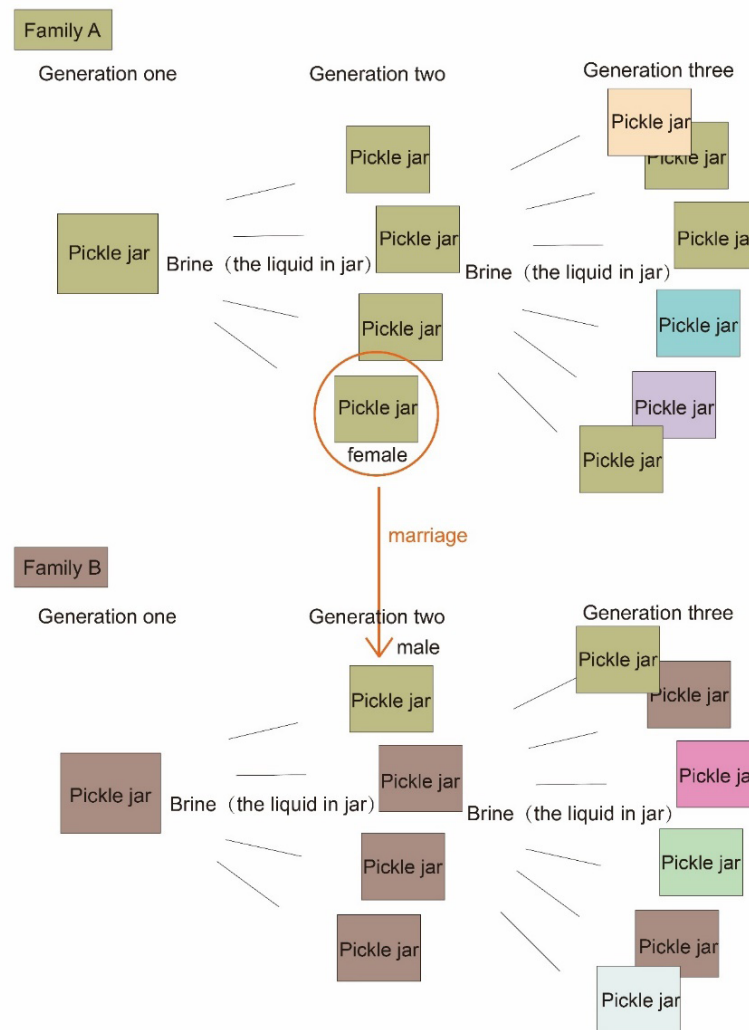 Family A
Generation one
Generation two
Generation three
Pickle jar
Pickle jar
Pickle jar
Pickle jar
Pickle jar
Pickle jar
Brine（the liquid in jar)
Brine（the liquid in jar)
Pickle jar
Pickle jar
Pickle jar
Pickle jar
Pickle jar
female
marriage
Family B
Generation one
Generation two
Generation three
male
Pickle jar
Pickle jar
Pickle jar
Pickle jar
Pickle jar
Pickle jar
Brine（the liquid in jar)
Brine（the liquid in jar)
Pickle jar
Pickle jar
Pickle jar
Pickle jar
Pickle jar